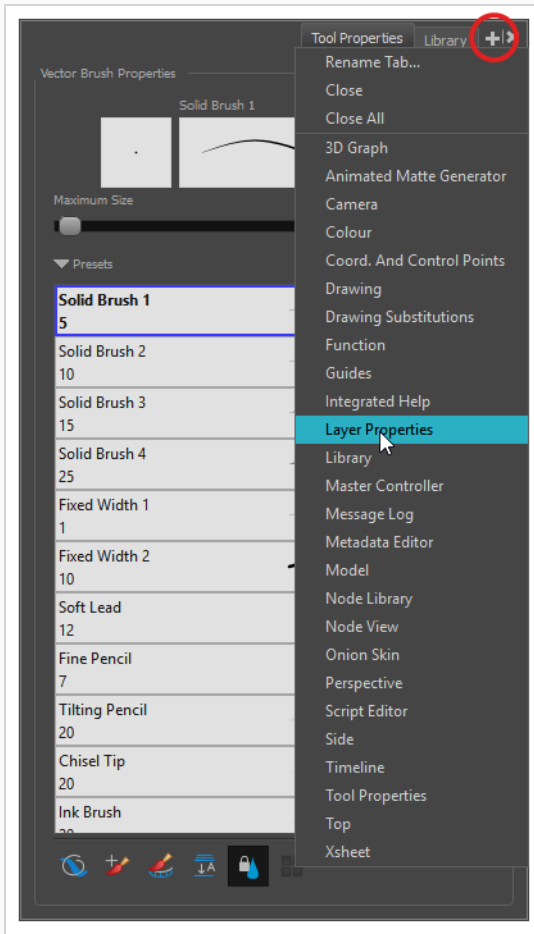 Tool Properties
Library
Vector Brush Properties
Solid Brush 1
Maximum Size
Presets
Solid Brush 1
5
Solid Brush 2
10
Solid Brush 3
15
Solid Brush 4
25
Fixed Width 1
1
Fixed Width 2
10
Soft Lead
12
Fine Pencil
7
Tilting Pencil
20
Chisel Tip
20
Ink Brush
Rename Tab...
Close
Close All
3D Graph
Animated Matte Generator
Camera
Colour
Coord. And Control Points
Drawing
Drawing Substitutions
Function
Guides
Integrated Help
Layer Properties
Library
Master Controller
Message Log
Metadata Editor
Model
Node Library
Node View
Onion Skin
Perspective
Script Editor
Side
Timeline
Tool Properties
Top
Xsheet